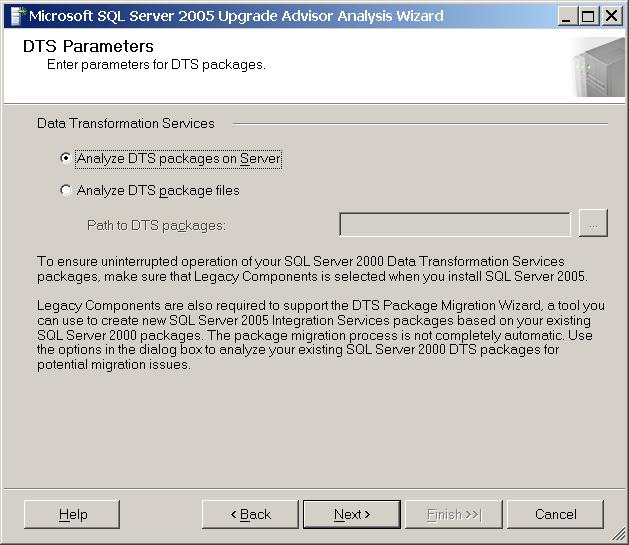 Microsoft SQL Server 2005 Upgrade Advisor Analysis Wizard
DTS Parameters
Enter parameters for DTS packages.
Data Transformation Services
Analyze DTS packages on Server
Analyze DTS package files
Path to DTS packages:
...
To ensure uninterrupted operation of your SQL Server 2000 Data Transformation Services
packages, make sure that Legacy Components is selected when you install SQL Server 2005.
Legacy Components are also required to support the DTS Package Migration Wizard, a tool you
can use to create new SQL Server 2005 Integration Services packages based on your existing
SQL Server 2000 packages. The package migration process is not completely automatic. Use
the options in the dialog box to analyze your existing SQL Server 2000 DTS packages for
potential migration issues.
Help
< Back
Next >
Finish >>|
Cancel